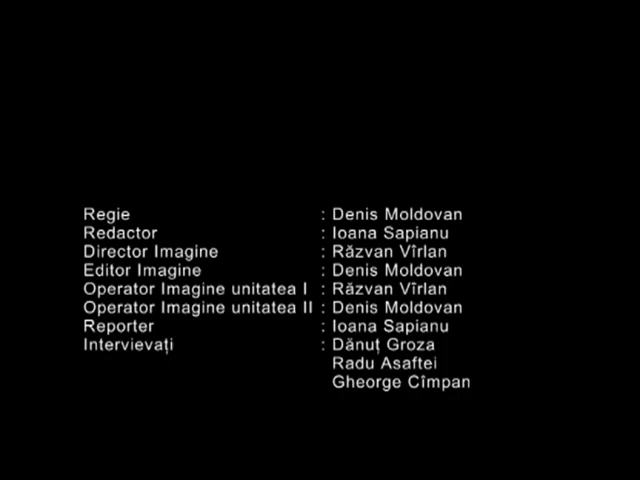 Regie : Denis Moldovan
Redactor : Ioana Sapianu
Director Imagine : Răzvan Vîrlan
Editor Imagine : Denis Moldovan
Operator Imagine unitatea I : Răzvan Vîrlan
Operator Imagine unitatea II : Denis Moldovan
Reporter : Ioana Sapianu
Intervievați : Dănuț Groza
Radu Asaftei
Gheorge Cîmpan